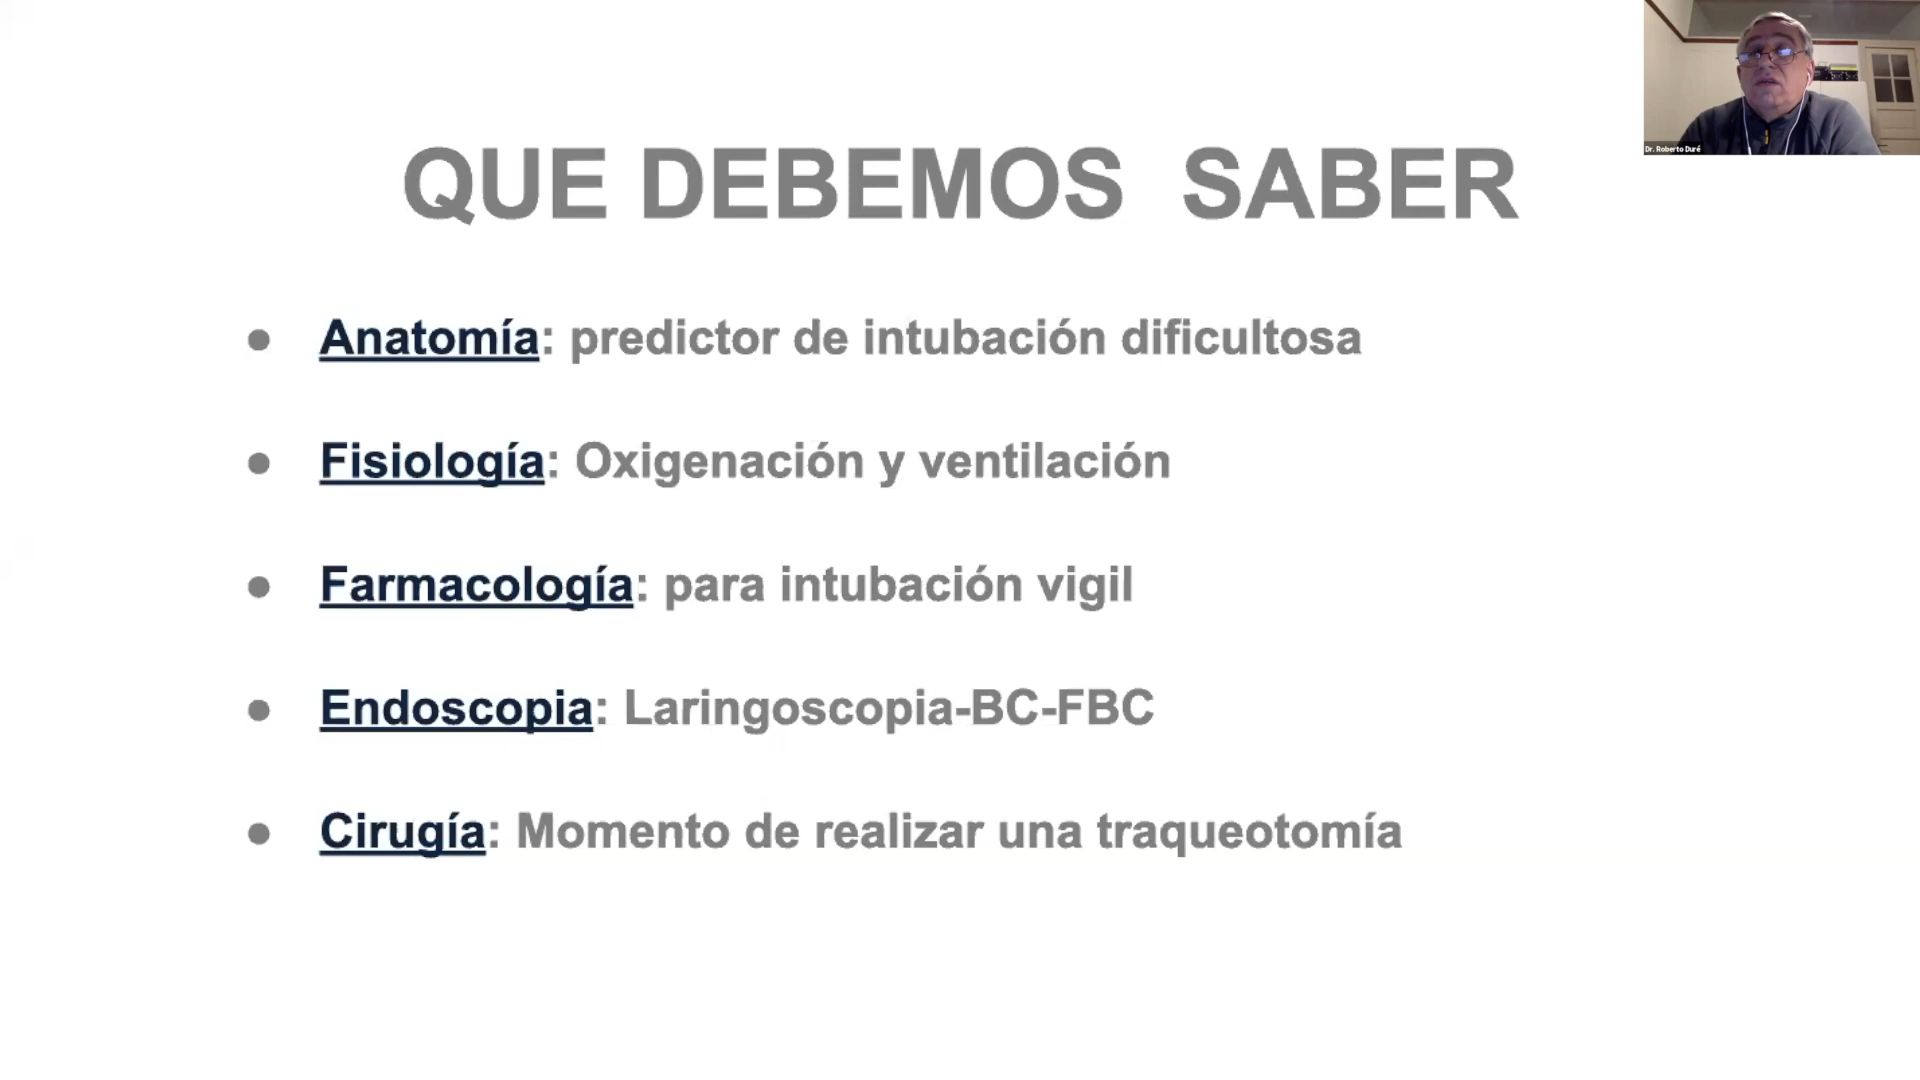 Dr. Roberto Duré
QUE DEBEMOS  SABER
● Anatomía: predictor de intubación dificultosa
● Fisiología: Oxigenación y ventilación
● Farmacología: para intubación vigil
● Endoscopia: Laringoscopia-BC-FBC
● Cirugía: Momento de realizar una traqueotomía